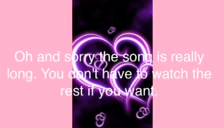 Oh and sorry the song is really
long. You don't have to watch the
rest if you want.